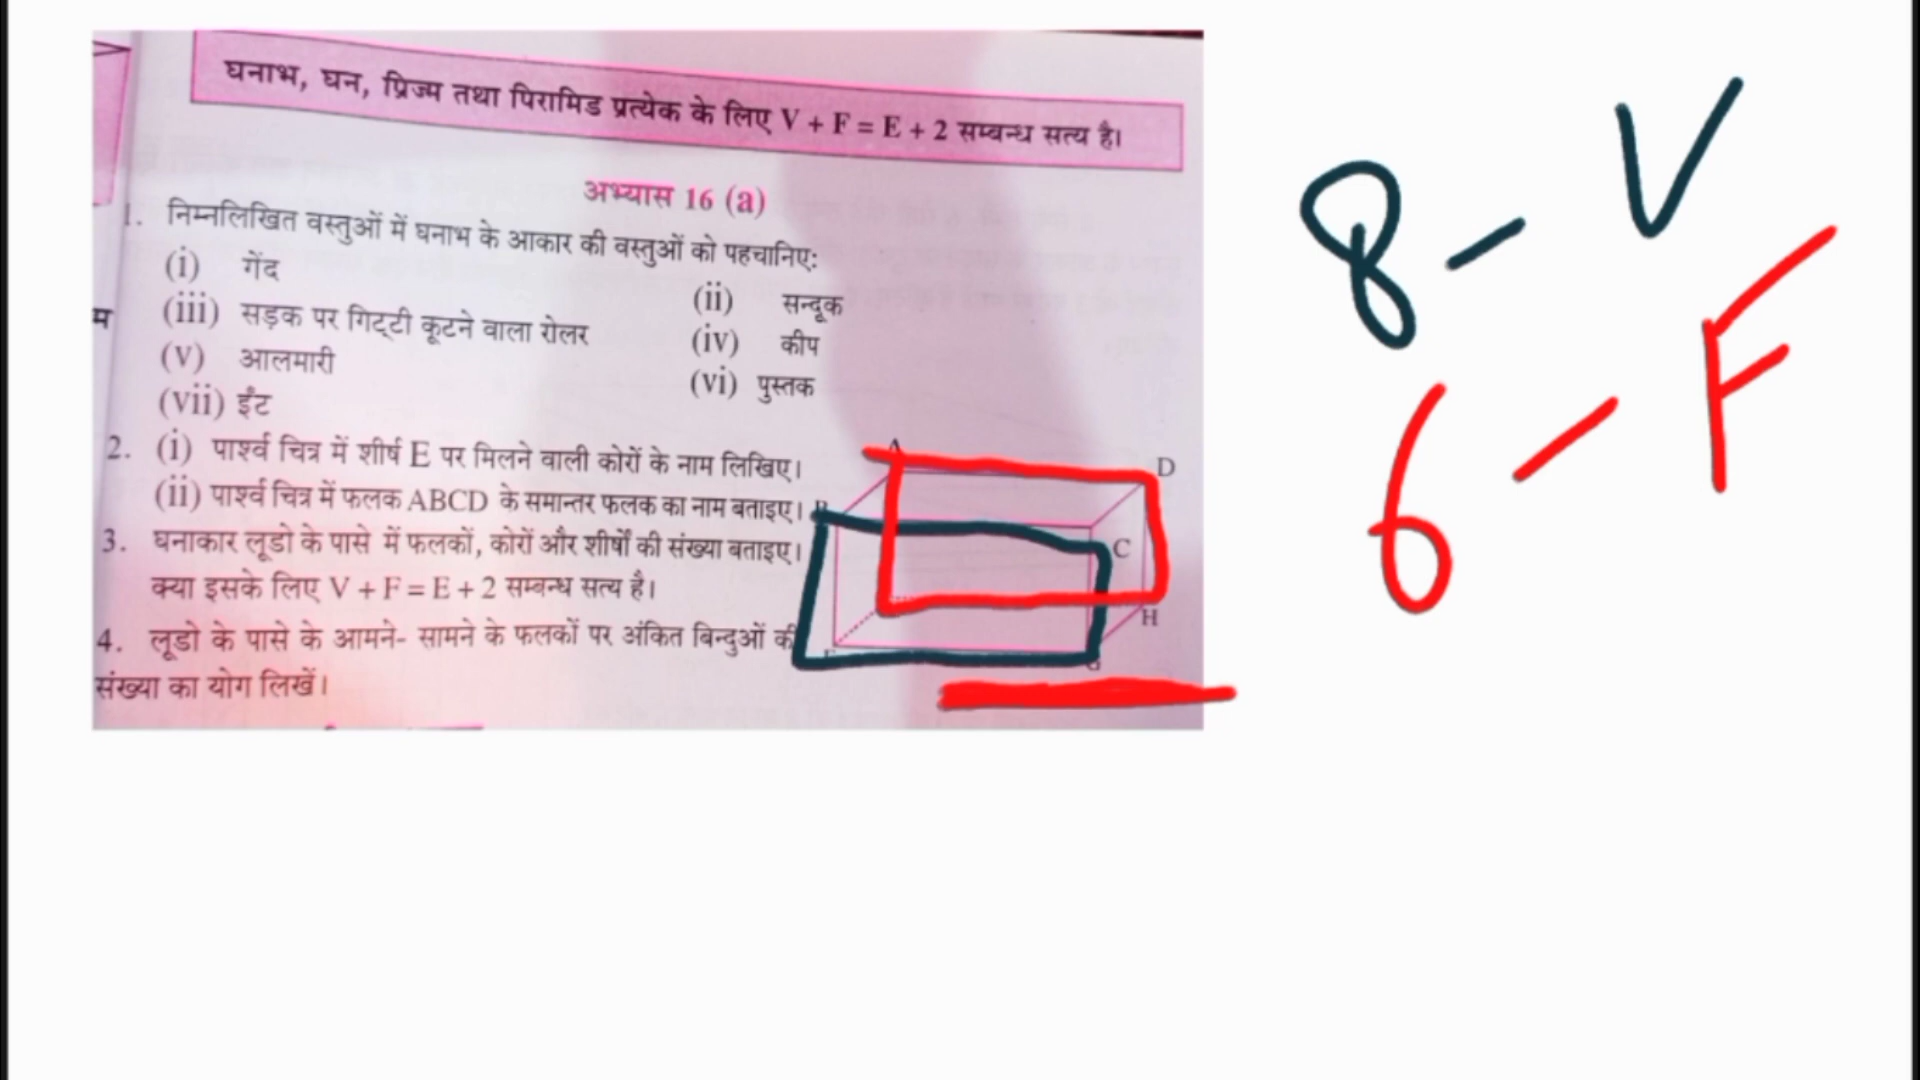 घनाभ, घन, प्रिज्म तथा पिरामिड प्रत्येक के लिए V + F = E + 2 सम्बन्ध सत्य है।
अभ्यास 16 (a)
1. निम्नलिखित वस्तुओं में घनाभ के आकार की वस्तुओं को पहचानिए:
(i) गेंद
(ii) सन्दूक
(iii) सड़क पर गिट्टी कूटने वाला रोलर
(iv) कीप
(v) आलमारी
(vi) पुस्तक
(vii) ईंट
म
2. (i) पार्श्व चित्र में शीर्ष E पर मिलने वाली कोरों के नाम लिखिए।
(ii) पार्श्व चित्र में फलक ABCD के समान्तर फलक का नाम बताइए।
3. घनाकार लूडो के पासे में फलकों, कोरों और शीर्षों की संख्या बताइए।
क्या इसके लिए V + F = E + 2 सम्बन्ध सत्य है।
4. लूडो के पासे के आमने- सामने के फलकों पर अंकित बिन्दुओं की
संख्या का योग लिखें।
A
D
C
H
8 - V
6 - F